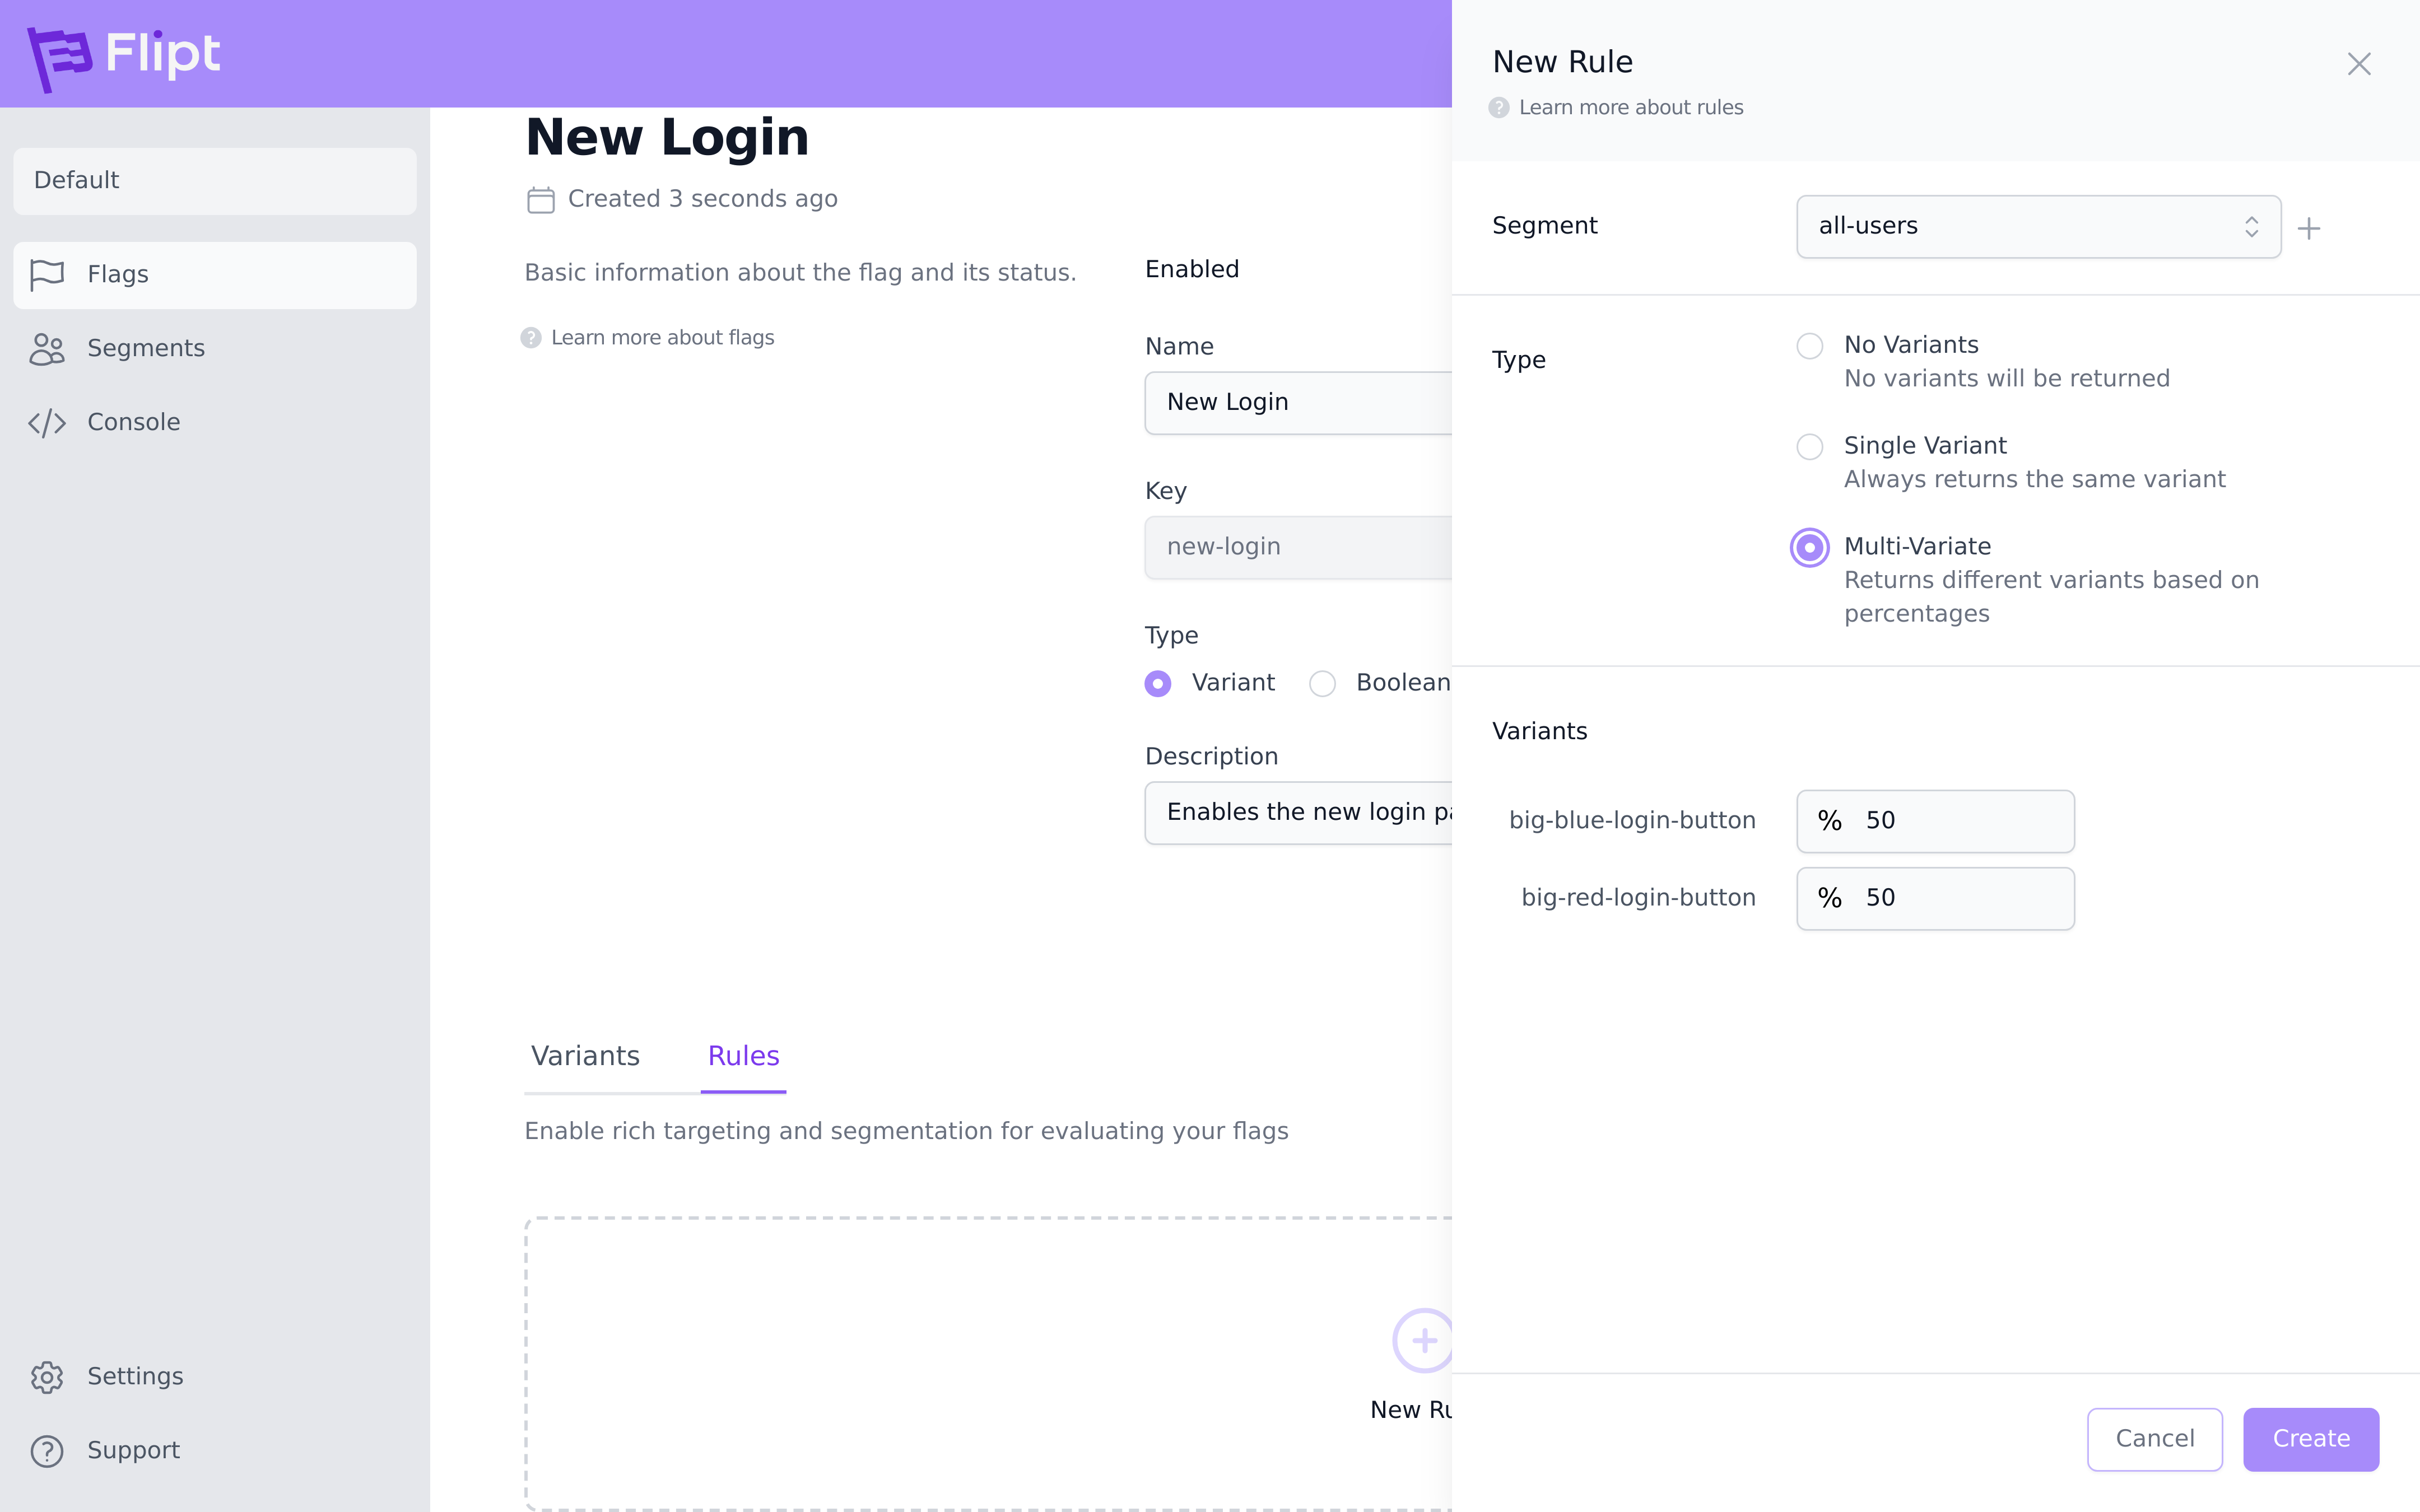 Flipt
Default
Flags
Segments
Console
Settings
Support
New Login
Created 3 seconds ago
Basic information about the flag and its status.
Learn more about flags
Enabled
Name
New Login
Key
new-login
Type
Variant
Boolean
Description
Enables the new login pa
Variants
Rules
Enable rich targeting and segmentation for evaluating your flags
New Ru
New Rule
Learn more about rules
Segment
all-users
Type
No Variants
No variants will be returned
Single Variant
Always returns the same variant
Multi-Variate
Returns different variants based on
percentages
Variants
big-blue-login-button
% 50
big-red-login-button
% 50
Cancel
Create